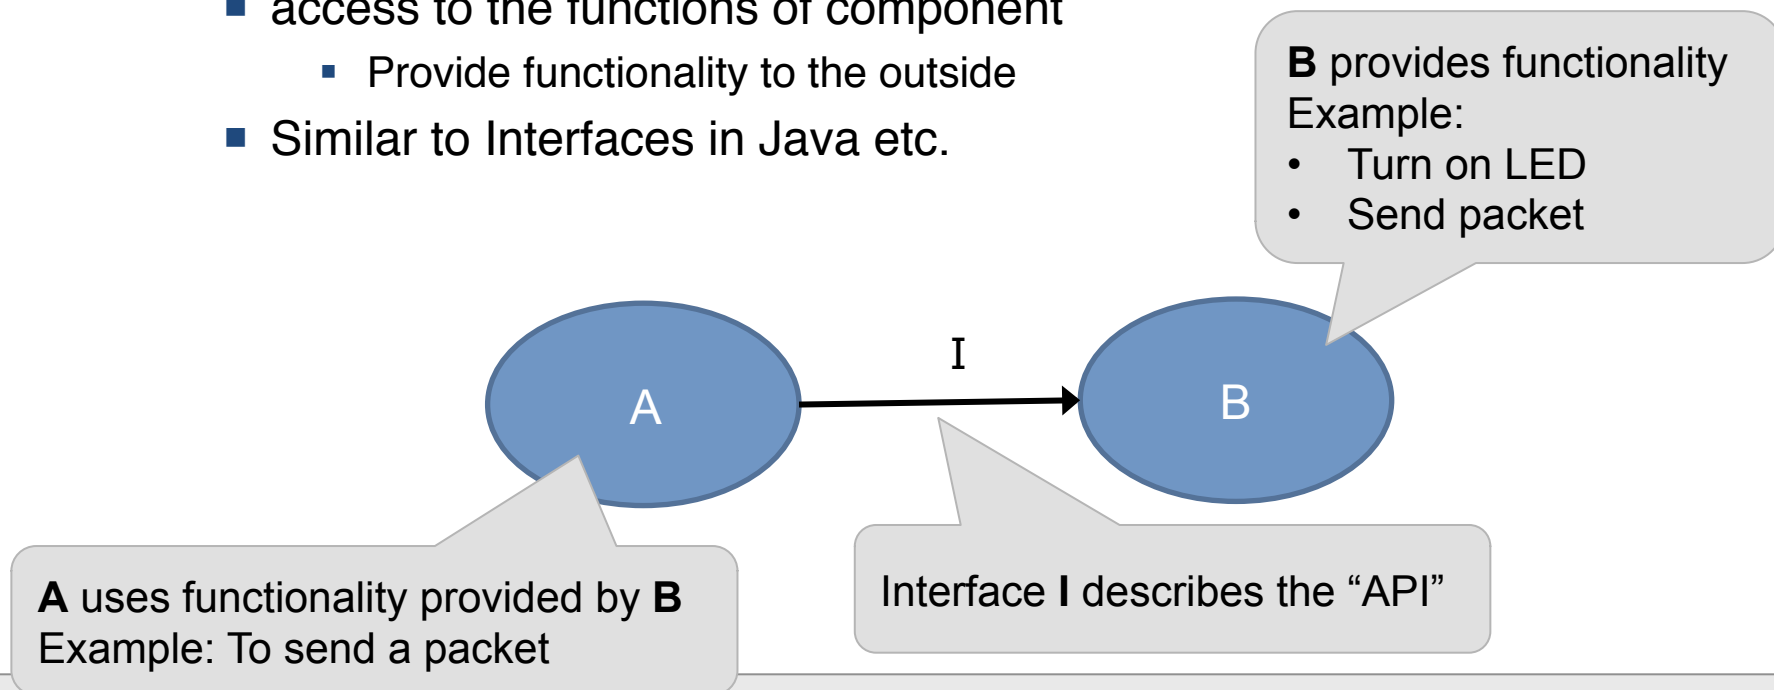 access to the functions of component
▪ Provide functionality to the outside
▪ Similar to Interfaces in Java etc.
B provides functionality
Example:
• Turn on LED
• Send packet
I
A
B
A uses functionality provided by B
Example: To send a packet
Interface I describes the “API”